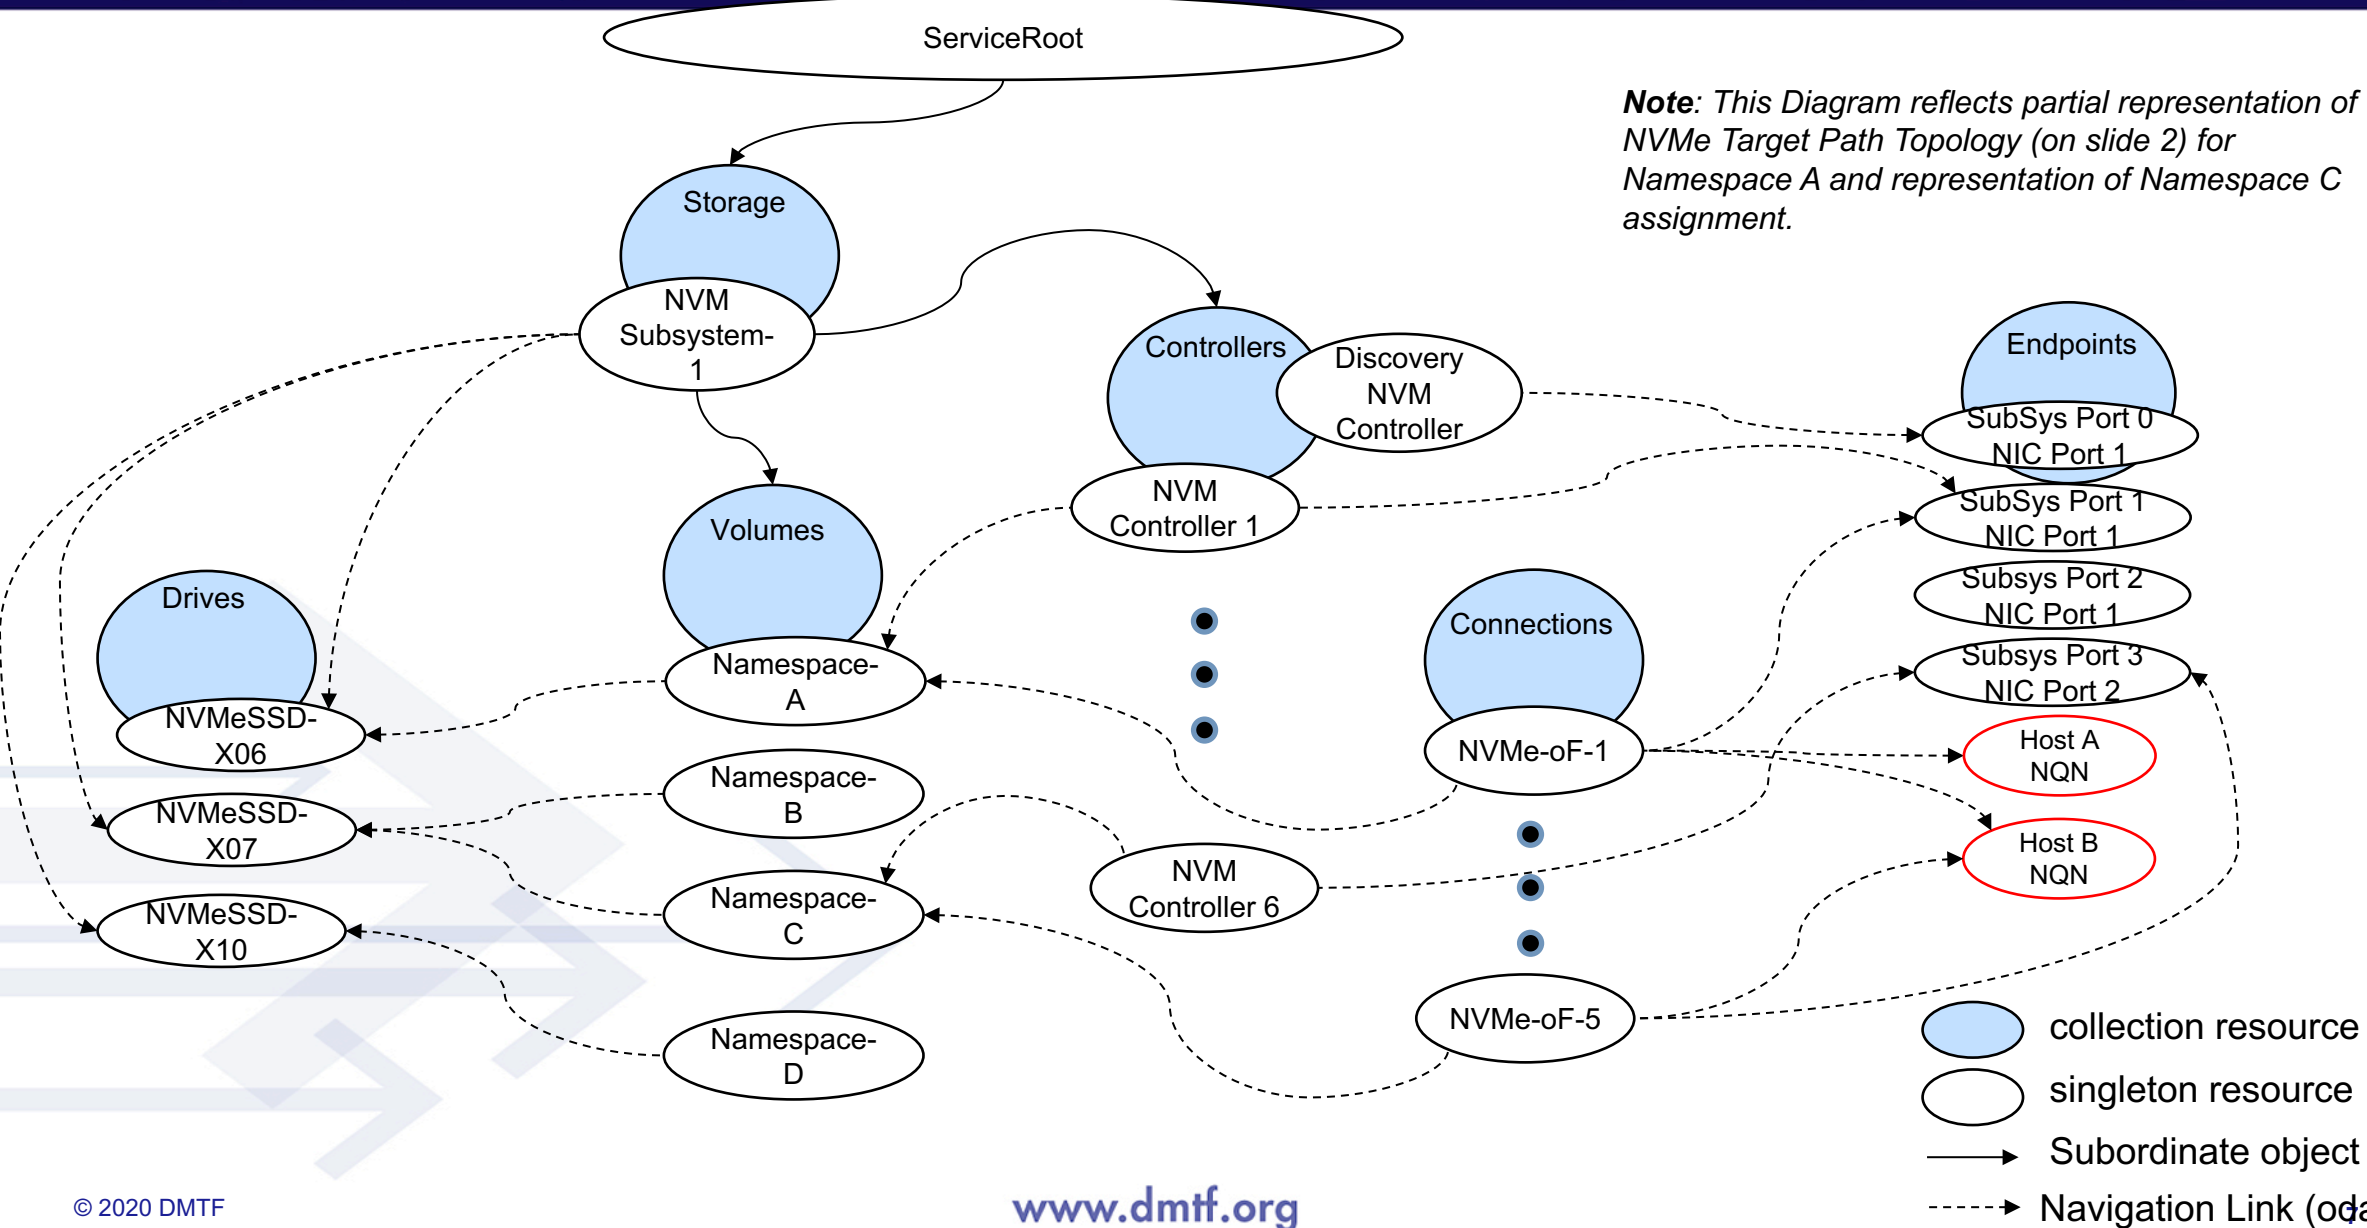 ServiceRoot
Note: This Diagram reflects partial representation of
NVMe Target Path Topology (on slide 2) for
Namespace A and representation of Namespace C
assignment.
Storage
NVM
Subsystem-
1
Controllers
Discovery
NVM
Controller
NVM
Controller 1
Endpoints
SubSys Port 0
NIC Port 1
SubSys Port 1
NIC Port 1
Subsys Port 2
NIC Port 1
Subsys Port 3
NIC Port 2
Host A
NQN
Host B
NQN
Volumes
Namespace-
A
Namespace-
B
Namespace-
C
Namespace-
D
Drives
NVMeSSD-
X06
NVMeSSD-
X07
NVMeSSD-
X10
Connections
NVMe-oF-1
NVM
Controller 6
NVMe-oF-5
collection resource
singleton resource
Subordinate object
Navigation Link
© 2020 DMTF
www.dmtf.org